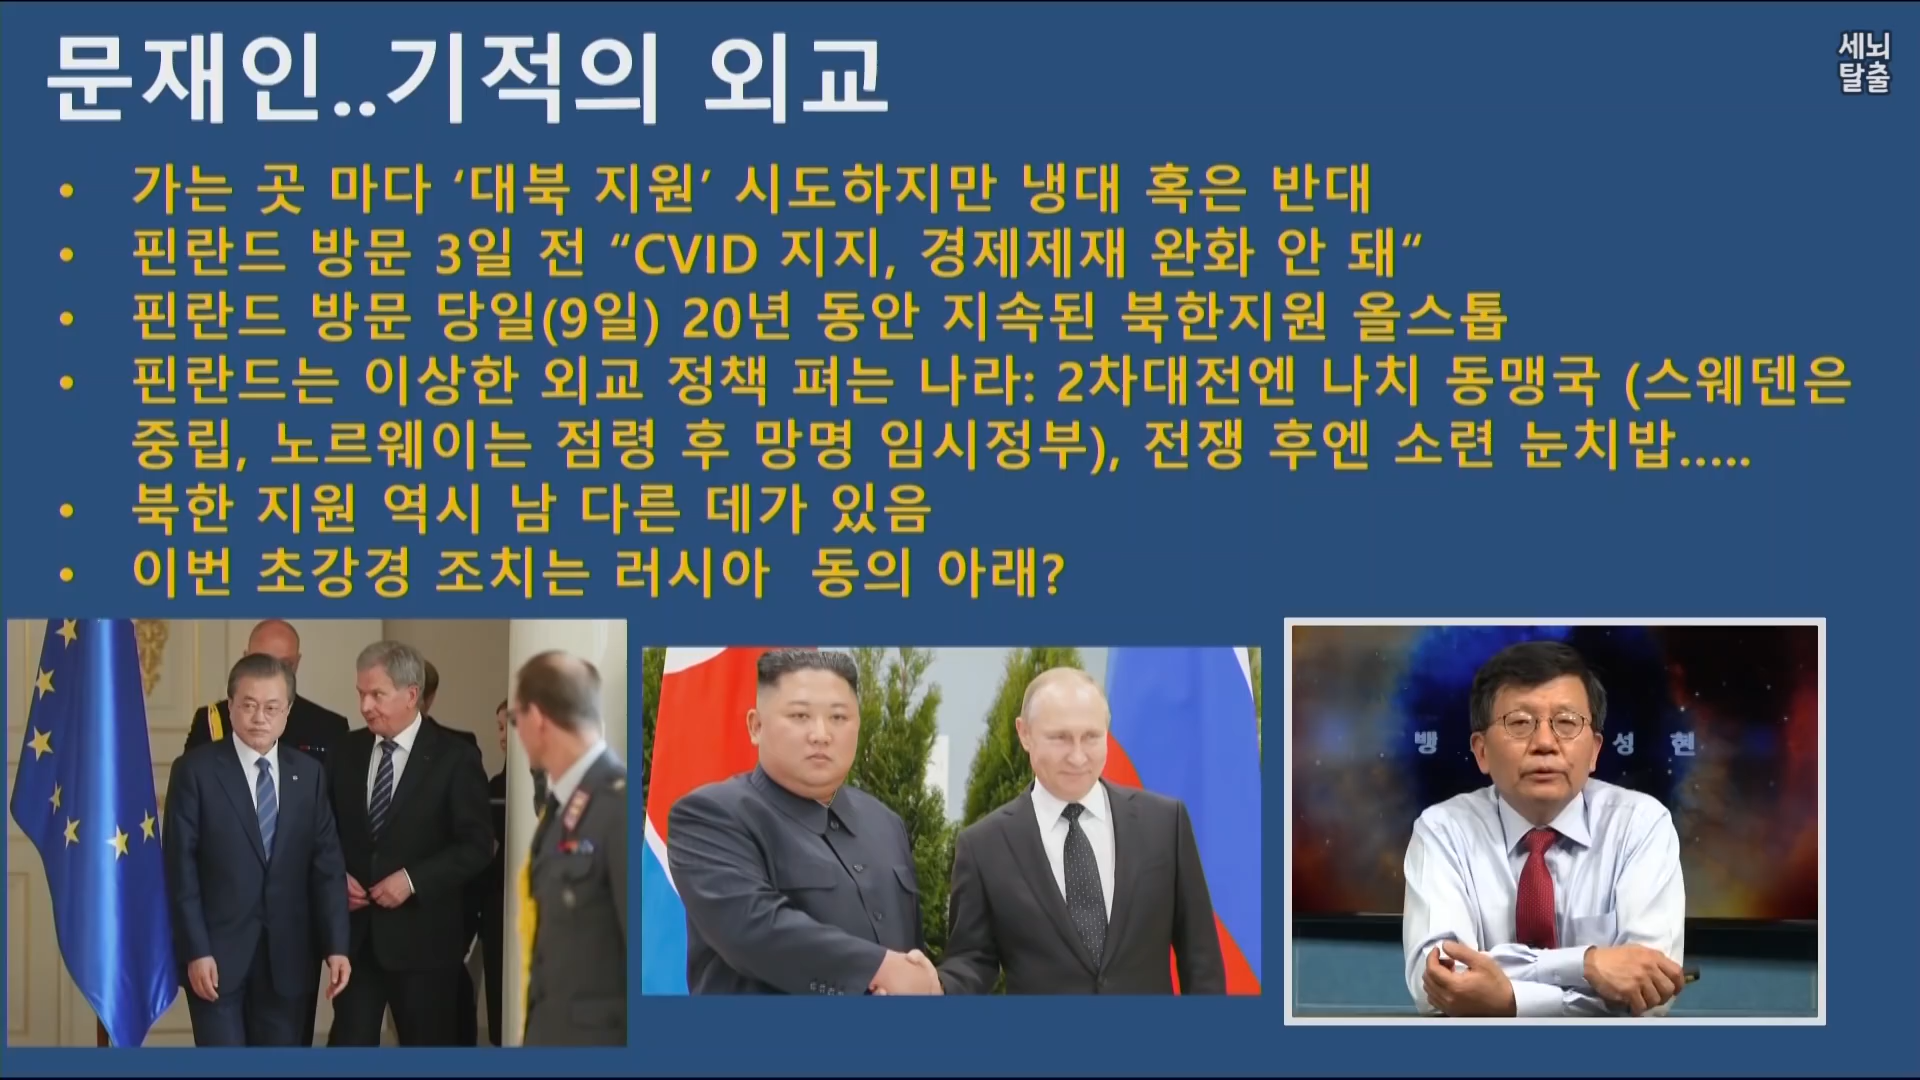 문재인..기적의 외교
세뇌
탈출
• 가는 곳 마다 ‘대북 지원’ 시도하지만 냉대 혹은 반대
• 핀란드 방문 3일 전 “CVID 지지, 경제제재 완화 안 돼“
• 핀란드 방문 당일(9일) 20년 동안 지속된 북한지원 올스톱
• 핀란드는 이상한 외교 정책 펴는 나라: 2차대전엔 나치 동맹국 (스웨덴은
중립, 노르웨이는 점령 후 망명 임시정부), 전쟁 후엔 소련 눈치밥.....
• 북한 지원 역시 남 다른 데가 있음
• 이번 초강경 조치는 러시아 동의 아래?
뱅 성 현